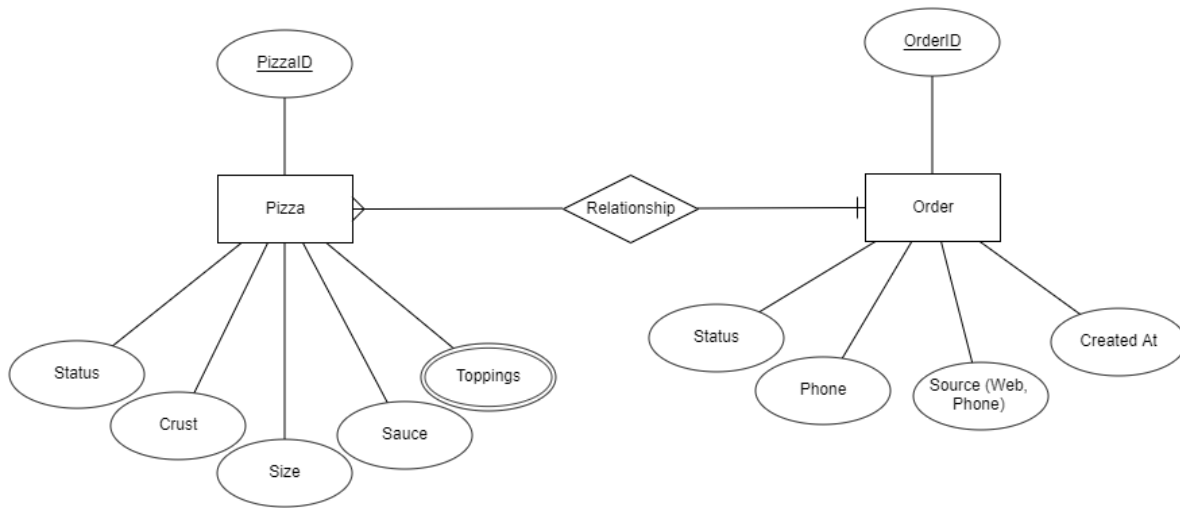 PizzaID
OrderID
Pizza
Relationship
Order
Status
Crust
Size
Sauce
Toppings
Status
Phone
Source (Web,
Phone)
Created At